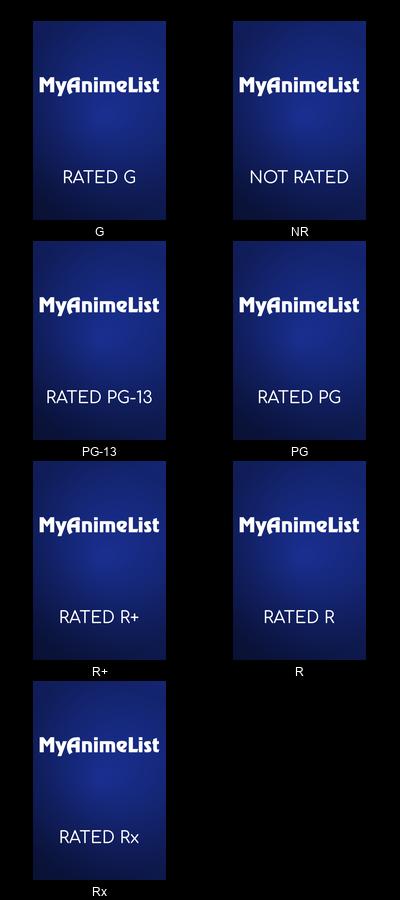 MyAnimeList
RATED G
G
MyAnimeList
NOT RATED
NR
MyAnimeList
RATED PG-13
PG-13
MyAnimeList
RATED PG
PG
MyAnimeList
RATED R+
R+
MyAnimeList
RATED R
R
MyAnimeList
RATED Rx
Rx